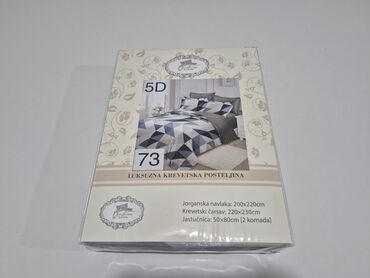 5D
73
LUKSUZNA KREVETSKA POSTELJINA
Jorganska navlaka: 200x220cm
Krevetski čaršav: 220x230cm
Jastučnica: 50x80cm [2 komada]